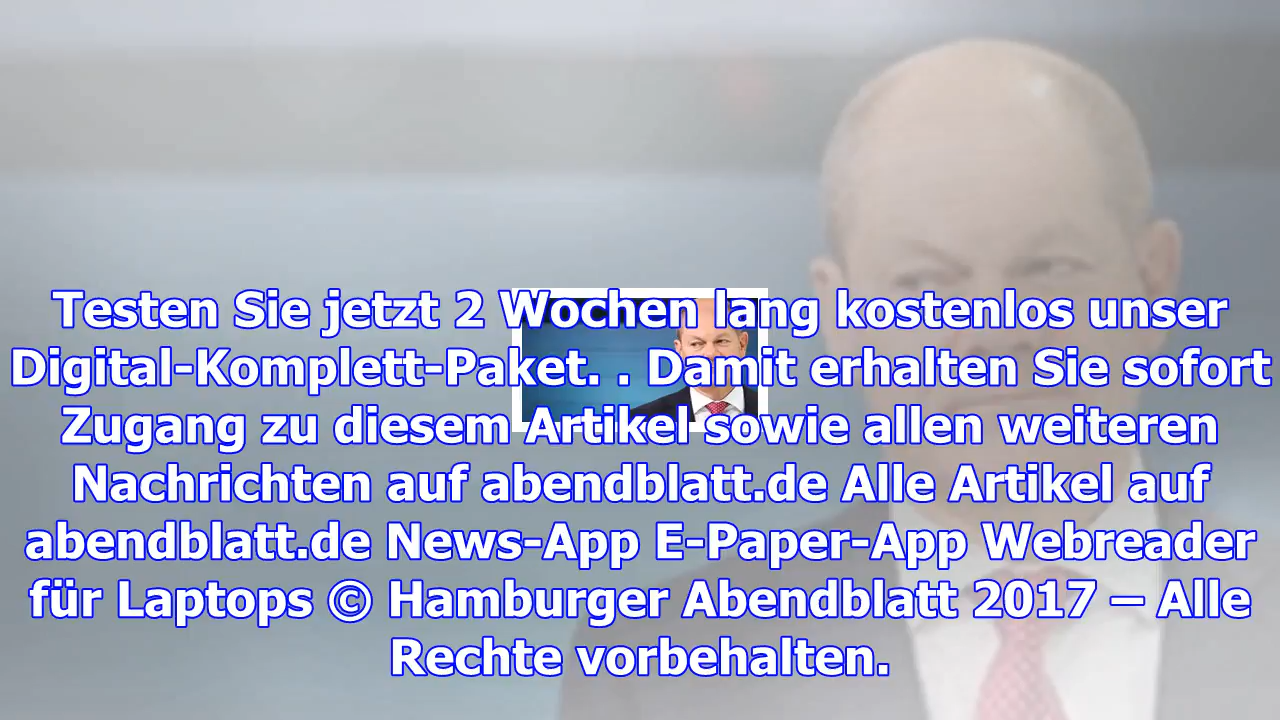 Testen Sie jetzt 2 Wochen lang kostenlos unser
Digital-Komplett-Paket. . Damit erhalten Sie sofort
Zugang zu diesem Artikel sowie allen weiteren
Nachrichten auf abendblatt.de Alle Artikel auf
abendblatt.de News-App E-Paper-App Webreader
für Laptops © Hamburger Abendblatt 2017 – Alle
Rechte vorbehalten.